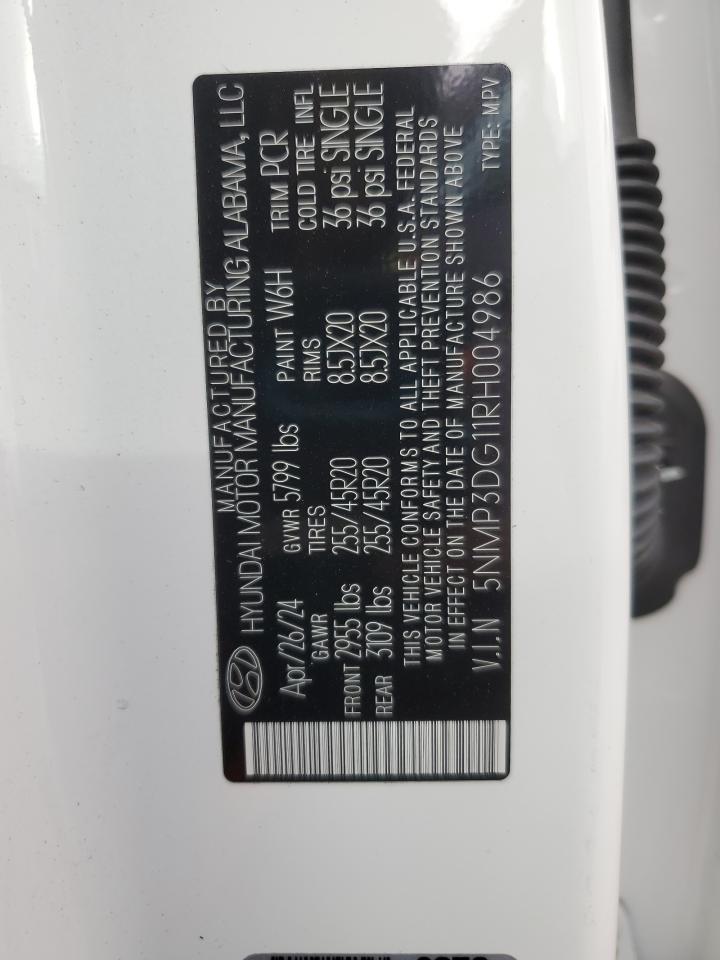 MANUFACTURED BY
HYUNDAI MOTOR MANUFACTURING ALABAMA, LLC
Apr/26/24 GVWR 5799 lbs PAINT W6H TRIM PCR
GAWR TIRES RIMS COLD TIRE INFL
FRONT 2955 lbs 255/45R20 8.5JX20 36 psi SINGLE
REAR 3109 lbs 255/45R20 8.5JX20 36 psi SINGLE
THIS VEHICLE CONFORMS TO ALL APPLICABLE U.S.A. FEDERAL
MOTOR VEHICLE SAFETY AND THEFT PREVENTION STANDARDS
IN EFFECT ON THE DATE OF MANUFACTURE SHOWN ABOVE
V.I.N 5NMP3DG11RH004986 TYPE: MPV